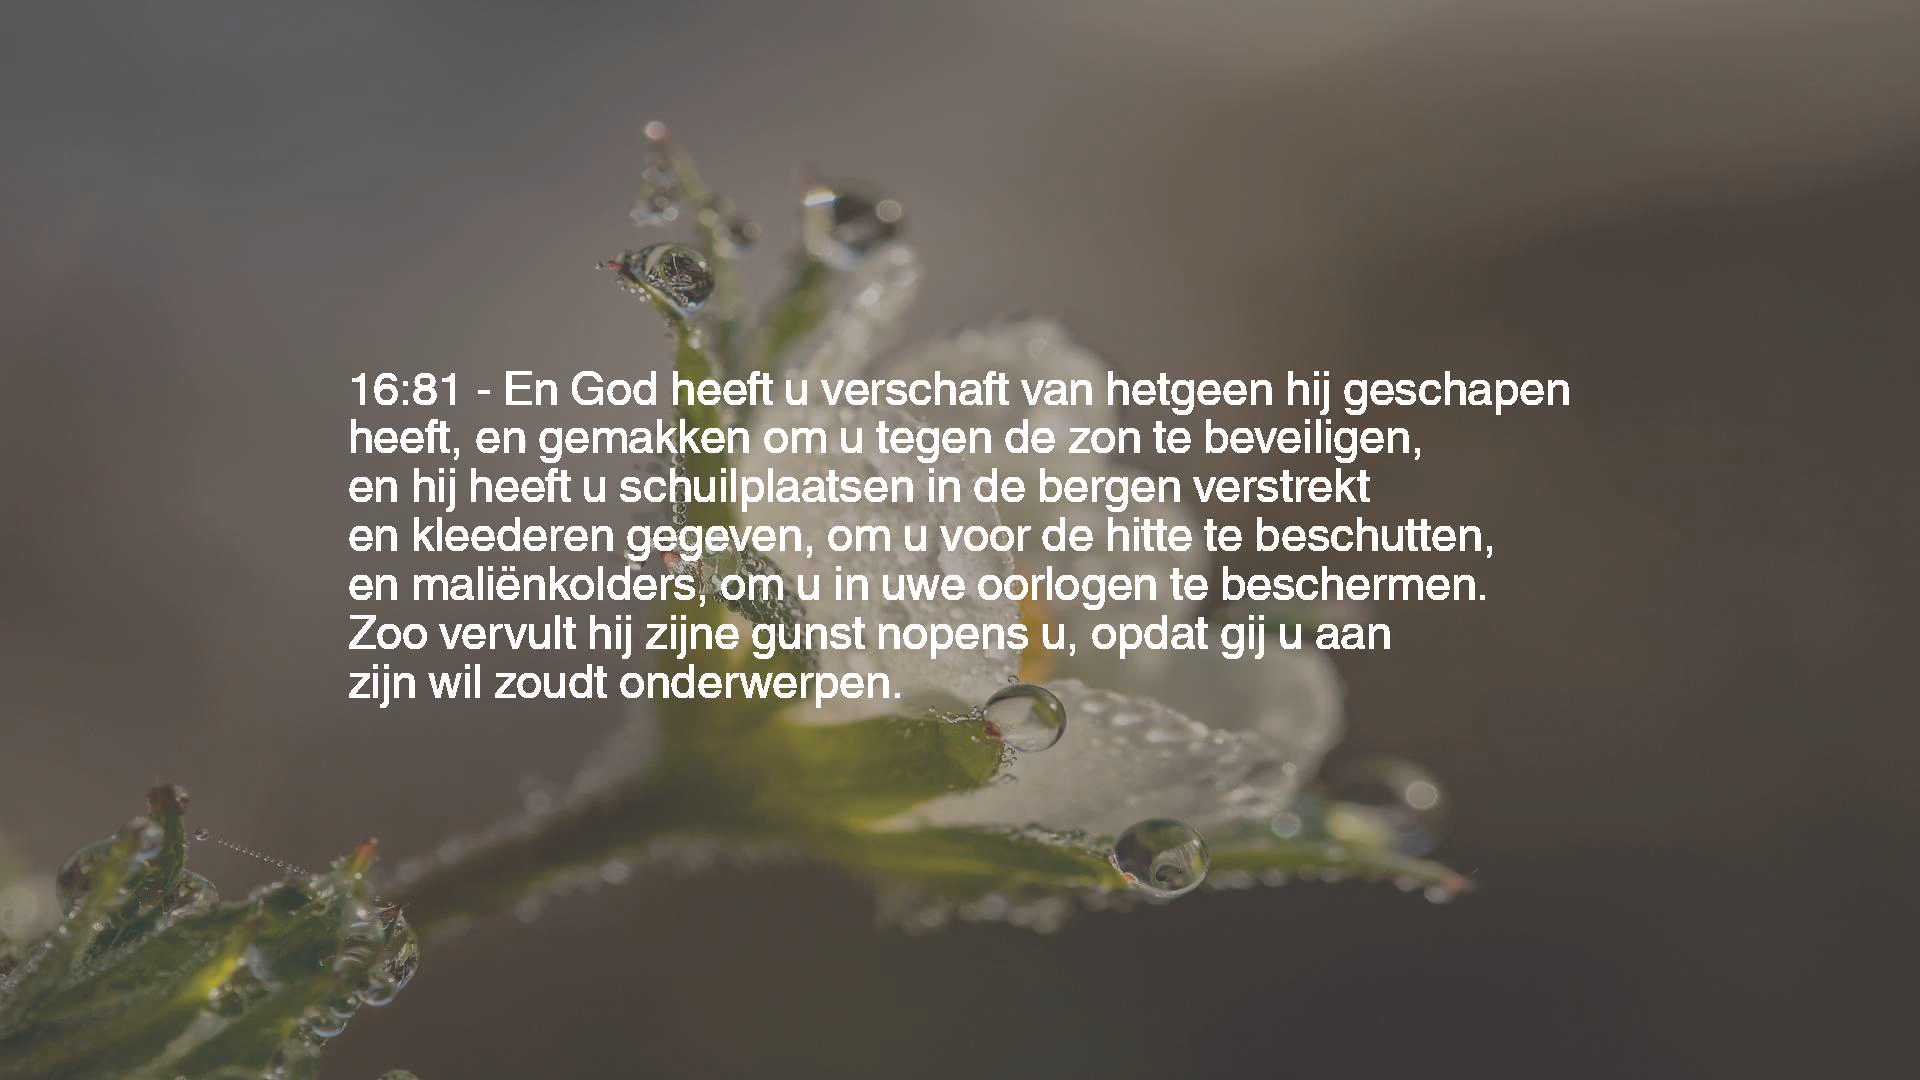 16:81 - En God heeft u verschaft van hetgeen hij geschapen
heeft, en gemakken om u tegen de zon te beveiligen,
en hij heeft u schuilplaatsen in de bergen verstrekt
en kleederen gegeven, om u voor de hitte te beschutten,
en maliënkolders, om u in uwe oorlogen te beschermen.
Zoo vervult hij zijne gunst nopens u, opdat gij u aan
zijn wil zoudt onderwerpen.